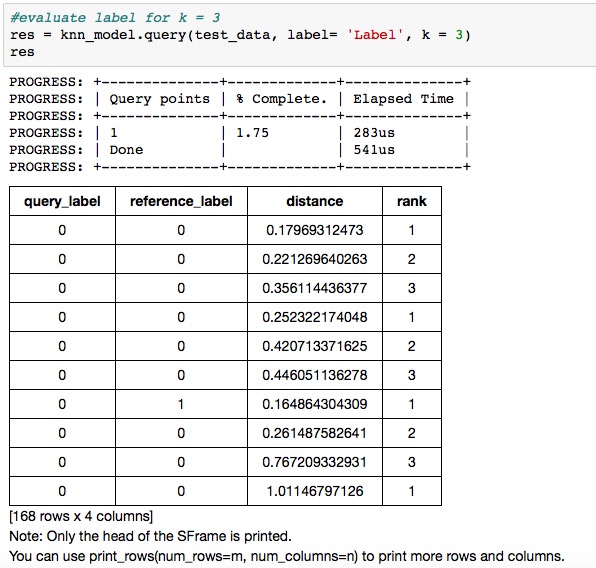 #evaluate label for k = 3
res = knn_model.query(test_data, label= 'Label', k = 3)
res
PROGRESS: +--------------+-------------+--------------+
PROGRESS: | Query points | % Complete. | Elapsed Time |
PROGRESS: +--------------+-------------+--------------+
PROGRESS: | 1            | 1.75        | 283us        |
PROGRESS: | Done         |             | 541us        |
PROGRESS: +--------------+-------------+--------------+
query_label reference_label distance rank
0 0 0.17969312473 1
0 0 0.221269640263 2
0 0 0.356114436377 3
0 0 0.252322174048 1
0 0 0.420713371625 2
0 0 0.446051136278 3
0 1 0.164864304309 1
0 0 0.261487582641 2
0 0 0.767209332931 3
0 0 1.01146797126 1
[168 rows x 4 columns]
Note: Only the head of the SFrame is printed.
You can use print_rows(num_rows=m, num_columns=n) to print more rows and columns.